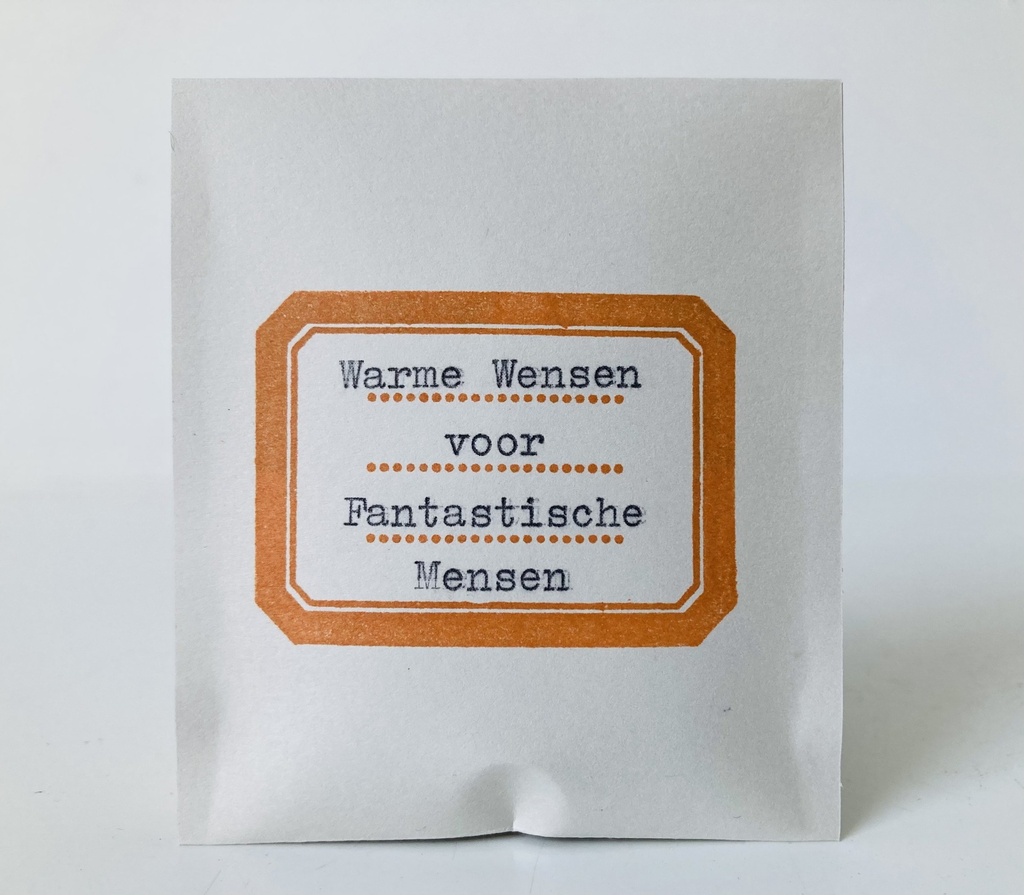 Warme Wensen
voor
Fantastische
Mensen